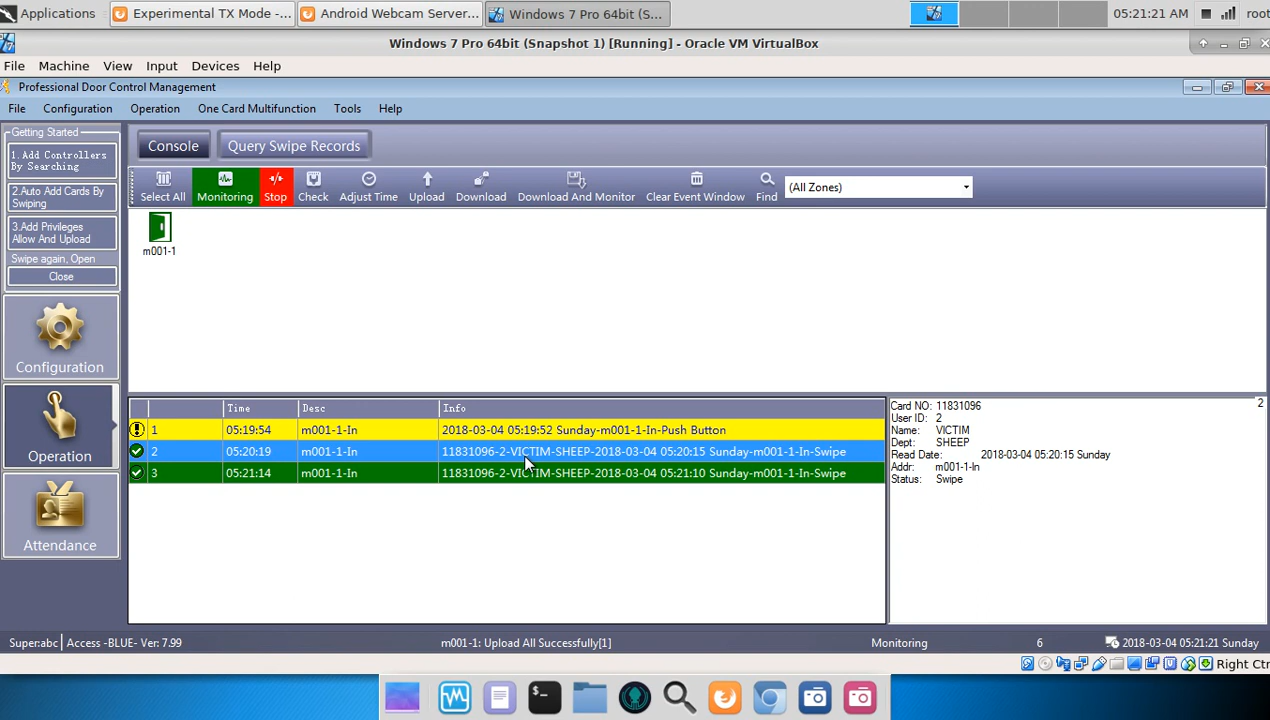 Applications Experimental TX Mode -... Android Webcam Server... Windows 7 Pro 64bit (S... 05:21:21 AM root
Windows 7 Pro 64bit (Snapshot 1) [Running] - Oracle VM VirtualBox
File Machine View Input Devices Help
Professional Door Control Management
File Configuration Operation One Card Multifunction Tools Help
Getting Started
1. Add Controllers
By Searching
2.Auto Add Cards By
Swiping
3.Add Privileges
Allow And Upload
Swipe again, Open
Close
Configuration
Operation
Attendance
Console Query Swipe Records
Select All Monitoring Stop Check Adjust Time Upload Download Download And Monitor Clear Event Window Find (All Zones)
m001-1
Time Desc Info
1 05:19:54 m001-1-In 2018-03-04 05:19:52 Sunday-m001-1-In-Push Button
2 05:20:19 m001-1-In 11831096-2-VICTIM-SHEEP-2018-03-04 05:20:15 Sunday-m001-1-In-Swipe
3 05:21:14 m001-1-In 11831096-2-VICTIM-SHEEP-2018-03-04 05:21:10 Sunday-m001-1-In-Swipe
Card NO: 11831096 2
User ID: 2
Name: VICTIM
Dept: SHEEP
Read Date: 2018-03-04 05:20:15 Sunday
Addr: m001-1-In
Status: Swipe
Super:abc Access -BLUE- Ver: 7.99 m001-1: Upload All Successfully[1] Monitoring 6 2018-03-04 05:21:21 Sunday
Right Ctr